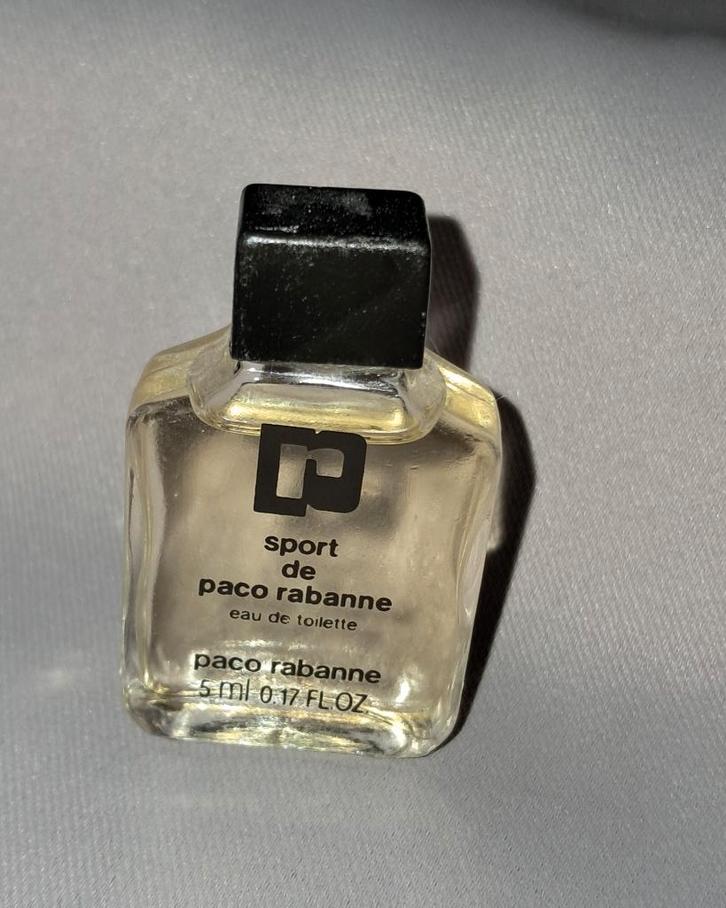 sport
de
paco rabanne
eau de toilette
paco rabanne
5 ml 0.17 FL.OZ.